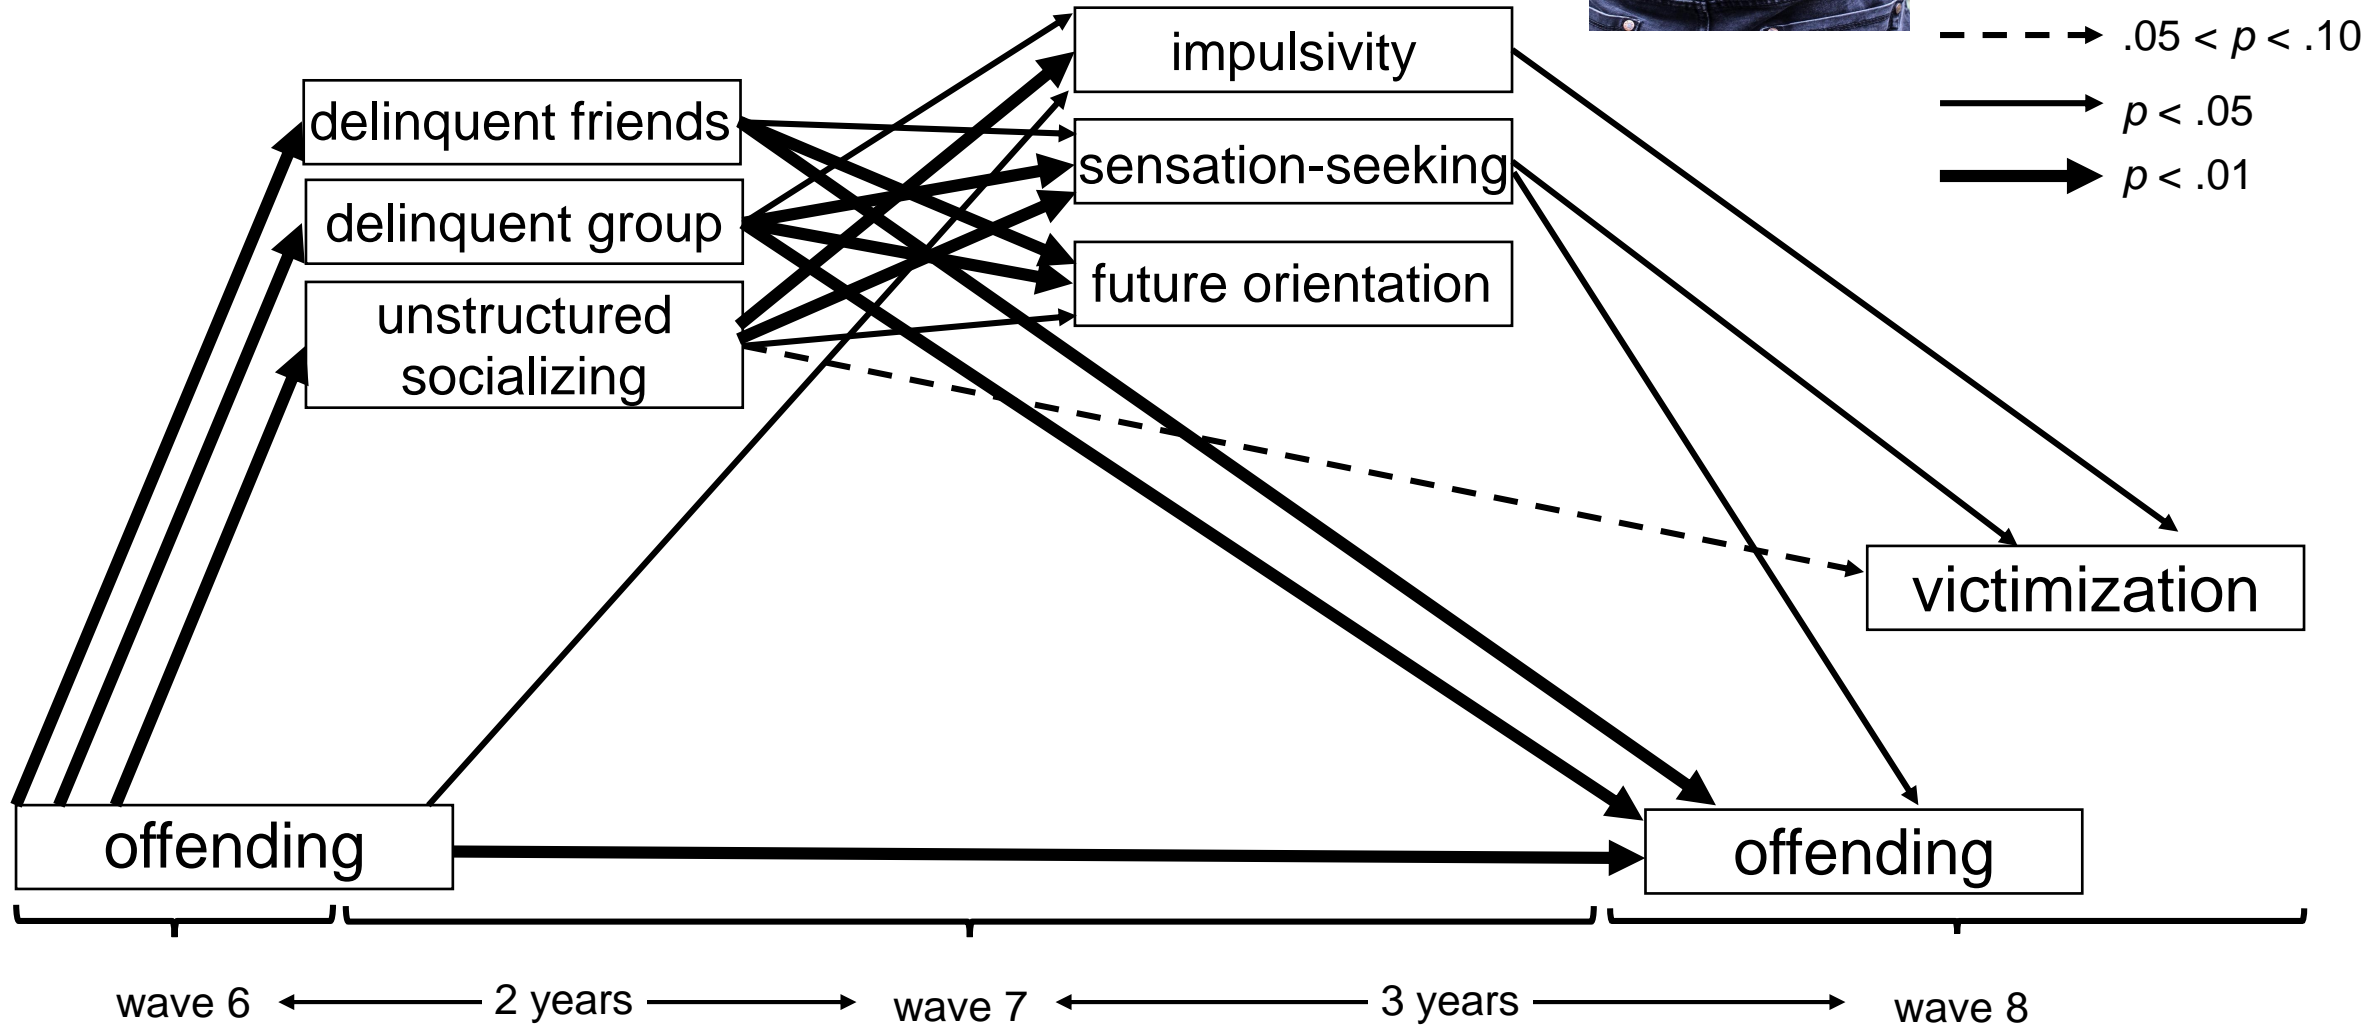 impulsivity
.05 < p < .10
delinquent friends
p < .05
sensation-seeking
p < .01
delinquent group
future orientation
unstructured
socializing
victimization
offending
offending
wave 6
2 years
wave 7
3 years
wave 8